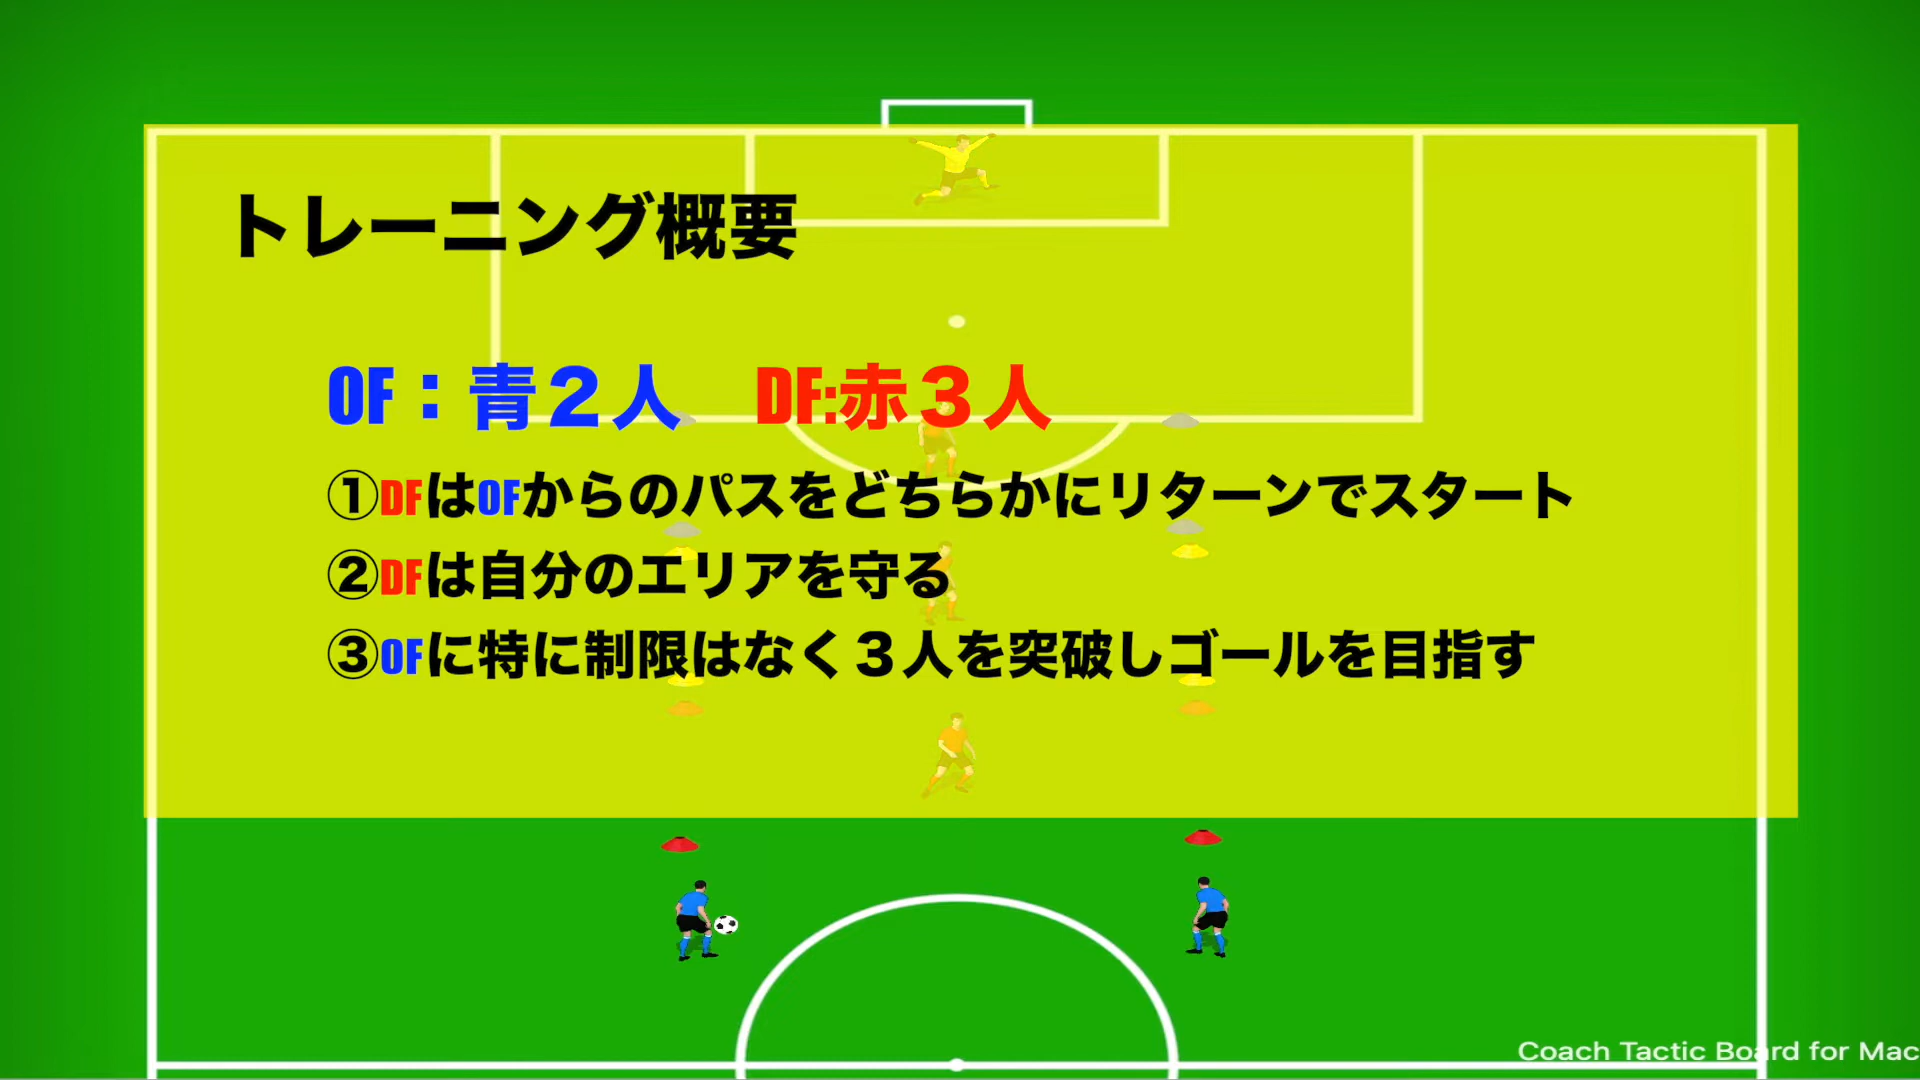 トレーニング概要
OF：青２人　DF:赤３人
①DFはOFからのパスをどちらかにリターンでスタート
②DFは自分のエリアを守る
③OFに特に制限はなく３人を突破しゴールを目指す
Coach Tactic Board for Mac